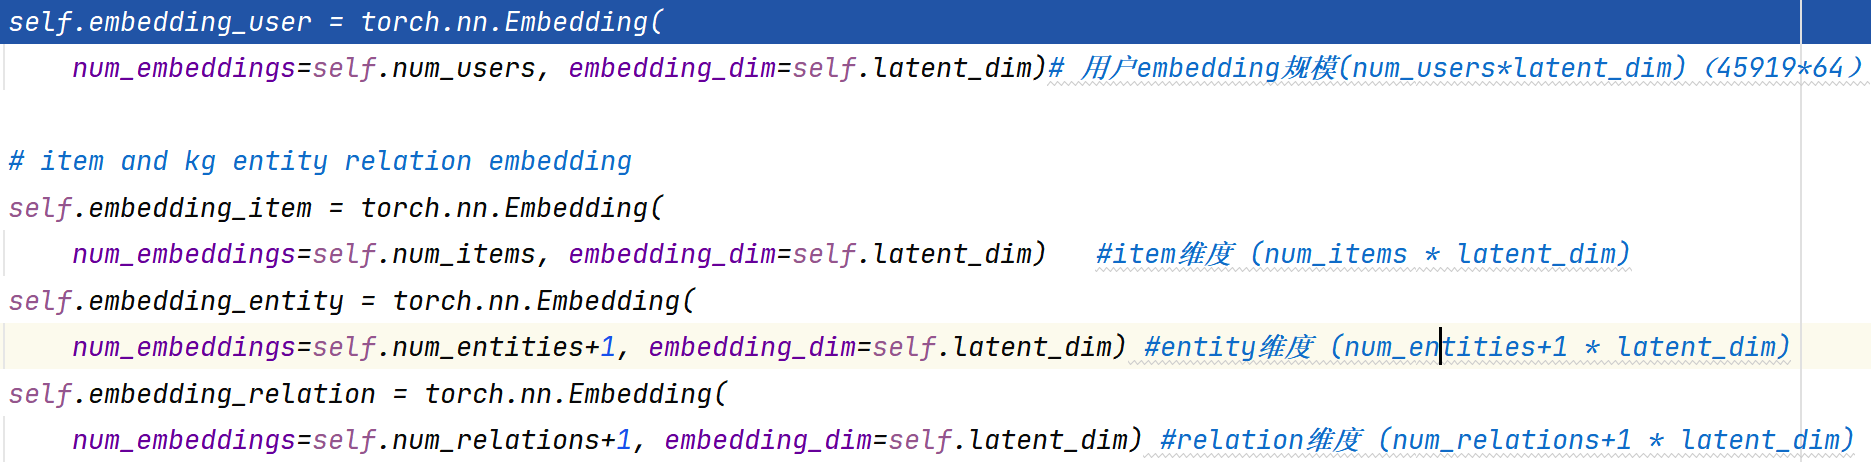 self.embedding_user = torch.nn.Embedding(
num_embeddings=self.num_users, embedding_dim=self.latent_dim)# 用户embedding规模(num_users*latent_dim)（45919*64）
# item and kg entity relation embedding
self.embedding_item = torch.nn.Embedding(
num_embeddings=self.num_items, embedding_dim=self.latent_dim)   #item维度（num_items * latent_dim）
self.embedding_entity = torch.nn.Embedding(
num_embeddings=self.num_entities+1, embedding_dim=self.latent_dim) #entity维度（num_entities+1 * latent_dim）
self.embedding_relation = torch.nn.Embedding(
num_embeddings=self.num_relations+1, embedding_dim=self.latent_dim) #relation维度（num_relations+1 * latent_dim）